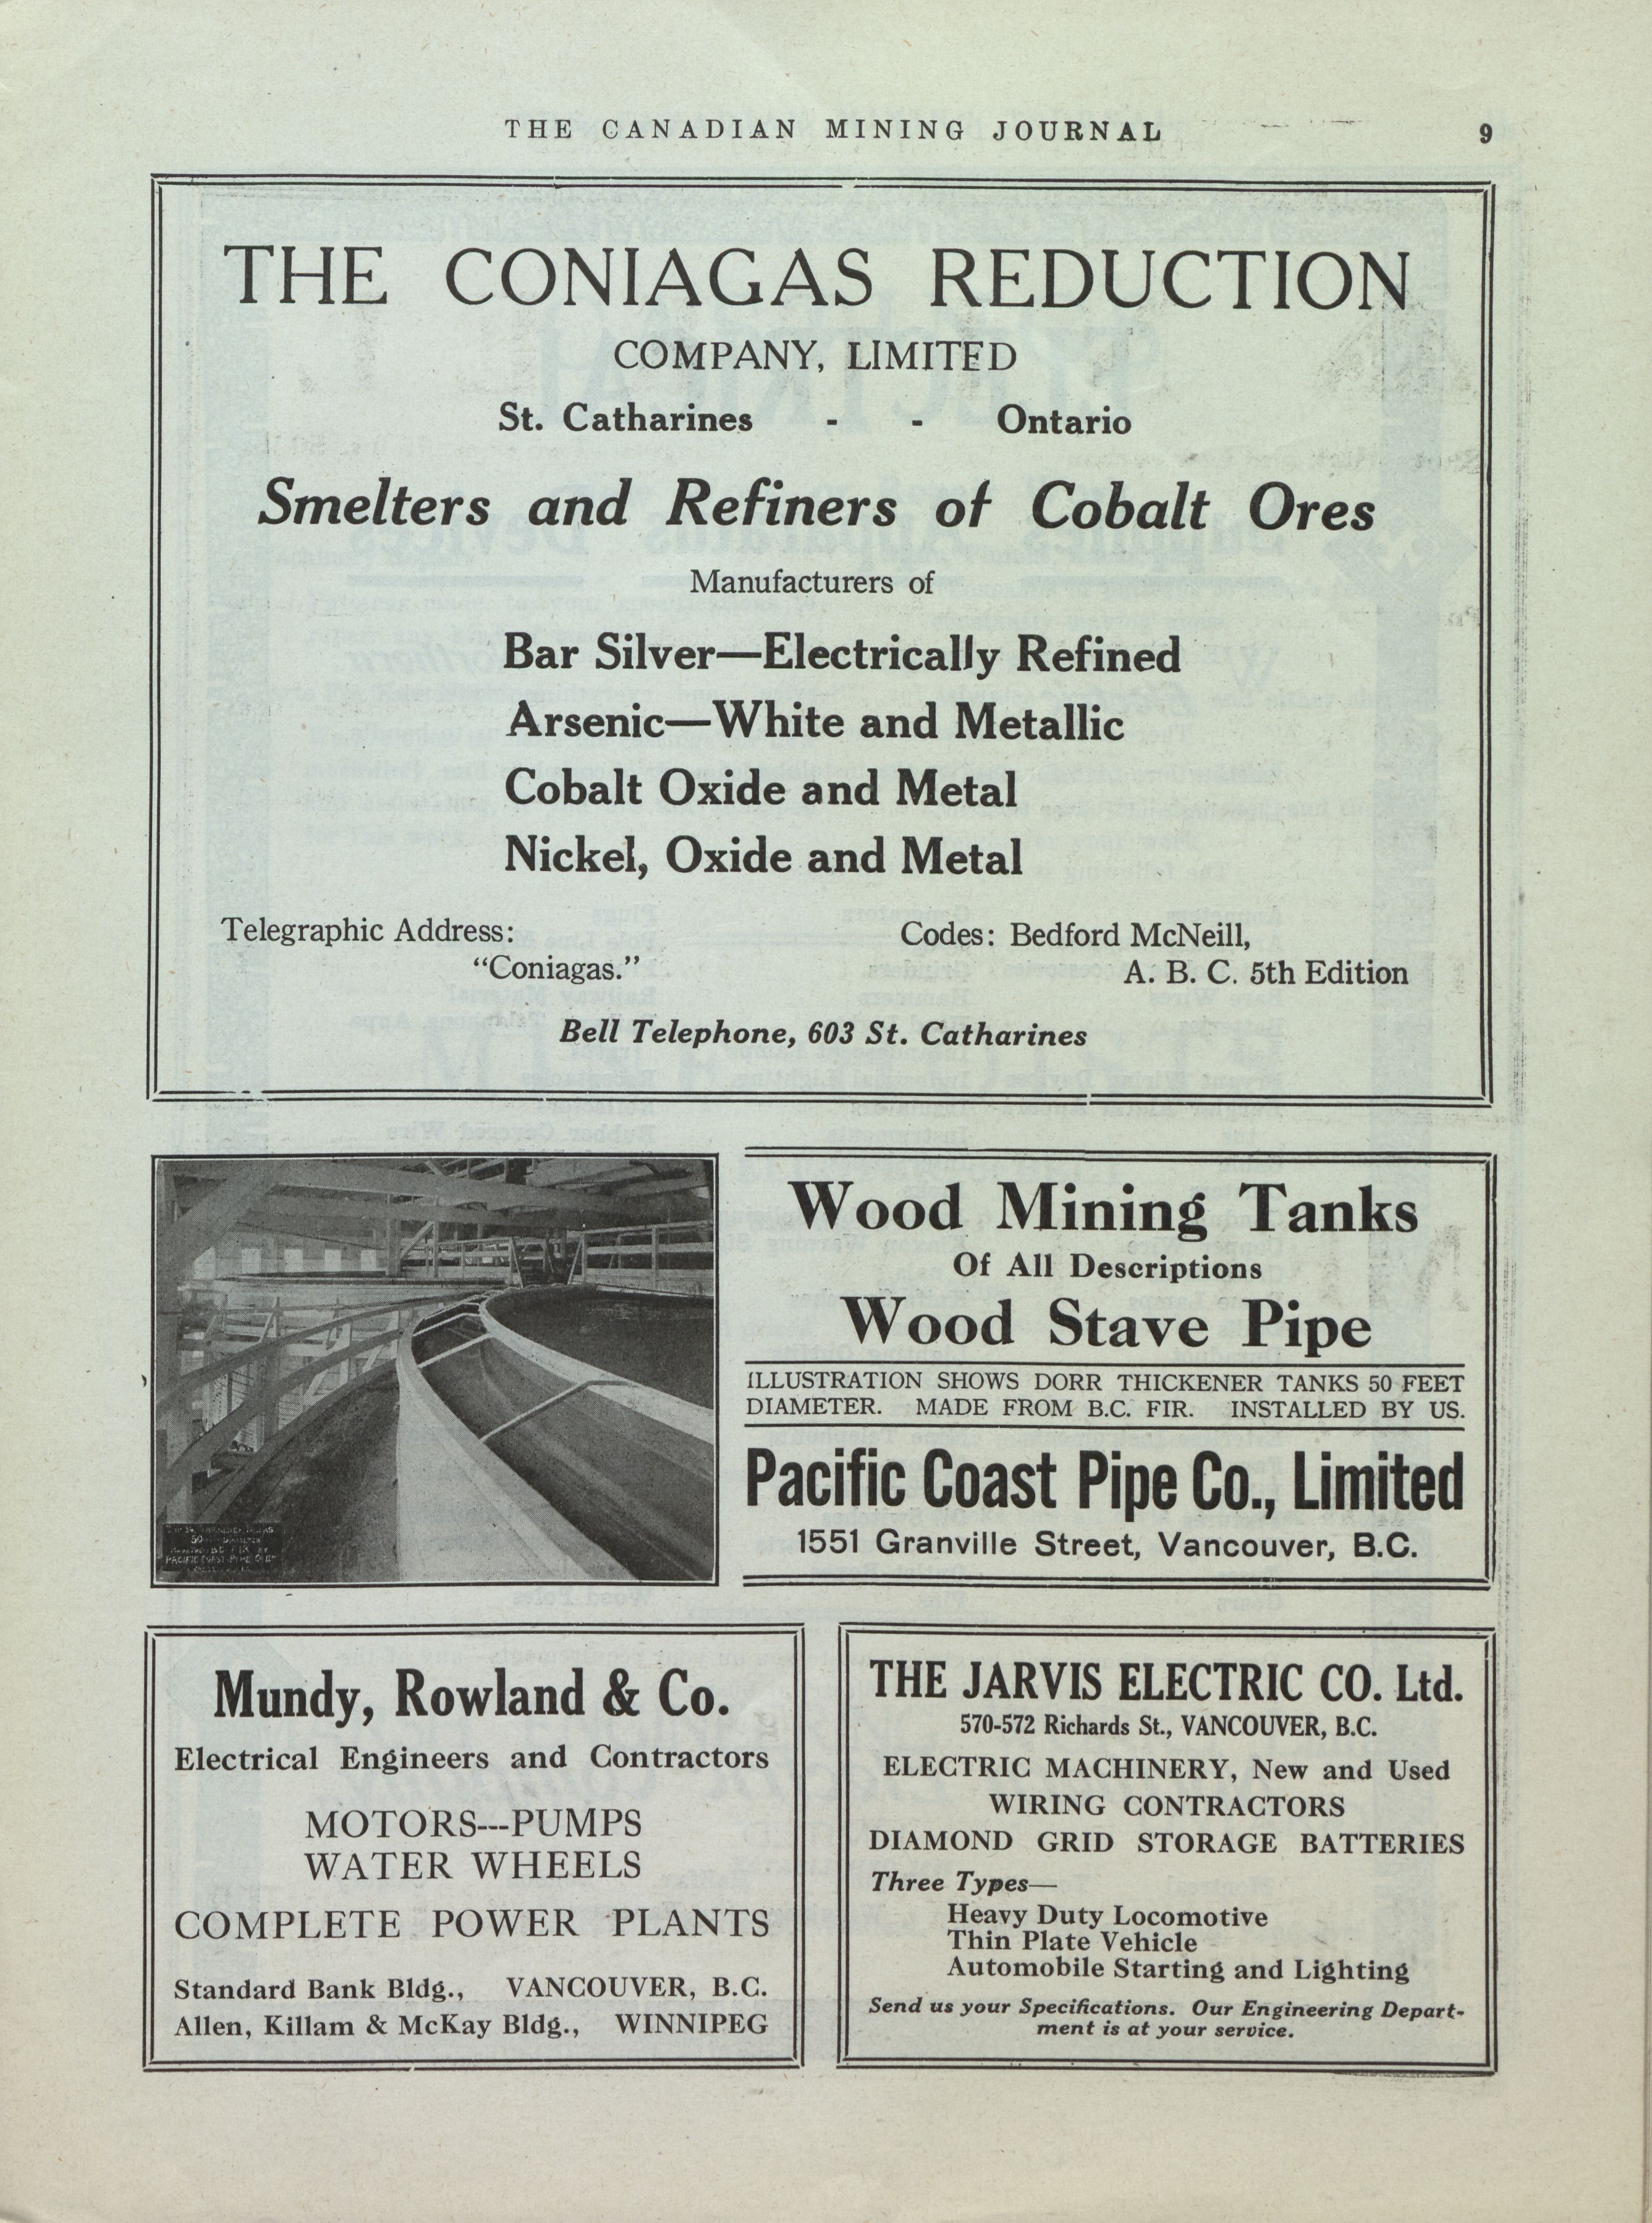 THE CANADIAN MINING JOURNAL 9
THE CONIAGAS REDUCTION
COMPANY, LIMITED
St. Catharines - - Ontario
Smelters and Refiners of Cobalt Ores
Manufacturers of
Bar Silver—Electrically Refined
Arsenic—White and Metallic
Cobalt Oxide and Metal
Nickel, Oxide and Metal
Telegraphic Address:
"Coniagas."
Codes: Bedford McNeill,
A. B. C. 5th Edition
Bell Telephone, 603 St. Catharines
Wood Mining Tanks
Of All Descriptions
Wood Stave Pipe
ILLUSTRATION SHOWS DORR THICKENER TANKS 50 FEET
DIAMETER. MADE FROM B.C. FIR. INSTALLED BY US.
Pacific Coast Pipe Co., Limited
1551 Granville Street, Vancouver, B.C.
Mundy, Rowland & Co.
Electrical Engineers and Contractors
MOTORS---PUMPS
WATER WHEELS
COMPLETE POWER PLANTS
Standard Bank Bldg., VANCOUVER, B.C.
Allen, Killam & McKay Bldg., WINNIPEG
THE JARVIS ELECTRIC CO. Ltd.
570-572 Richards St., VANCOUVER, B.C.
ELECTRIC MACHINERY, New and Used
WIRING CONTRACTORS
DIAMOND GRID STORAGE BATTERIES
Three Types—
Heavy Duty Locomotive
Thin Plate Vehicle
Automobile Starting and Lighting
Send us your Specifications. Our Engineering Depart-
ment is at your service.